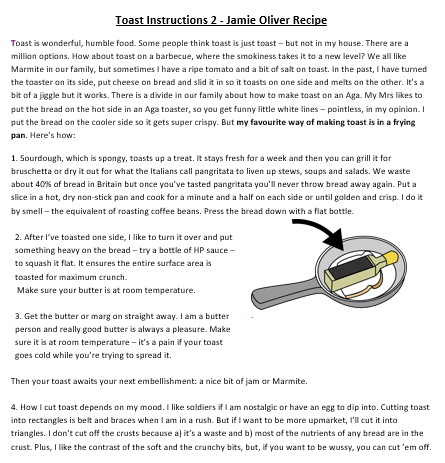 Toast Instructions 2 - Jamie Oliver Recipe
Toast is wonderful, humble food. Some people think toast is just toast – but not in my house. There are a
million options. How about toast on a barbecue, where the smokiness takes it to a new level? We all like
Marmite in our family, but sometimes I have a ripe tomato and a bit of salt on toast. In the past, I have turned
the toaster on its side, put cheese on bread and slid it in so it toasts on one side and melts on the other. It's a
bit of a jiggle but it works. There is a divide in our family about how to make toast on an Aga. My Mrs likes to
put the bread on the hot side in an Aga toaster, so you get funny little white lines – pointless, in my opinion. I
put the bread on the cooler side so it gets super crispy. But my favourite way of making toast is in a frying
pan. Here's how:
1. Sourdough, which is spongy, toasts up a treat. It stays fresh for a week and then you can grill it for
bruschetta or dry it out for what the Italians call pangritata to liven up stews, soups and salads. We waste
about 40% of bread in Britain but once you've tasted pangritata you'll never throw bread away again. Put a
slice in a hot, dry non-stick pan and cook for a minute and a half on each side or until golden and crisp. I do it
by smell – the equivalent of roasting coffee beans. Press the bread down with a flat bottle.
2. After I've toasted one side, I like to turn it over and put
something heavy on the bread – try a bottle of HP sauce –
to squash it flat. It ensures the entire surface area is
toasted for maximum crunch.
Make sure your butter is at room temperature.
3. Get the butter or marg on straight away. I am a butter
person and really good butter is always a pleasure. Make
sure it is at room temperature – it's a pain if your toast
goes cold while you're trying to spread it.
Then your toast awaits your next embellishment: a nice bit of jam or Marmite.
4. How I cut toast depends on my mood. I like soldiers if I am nostalgic or have an egg to dip into. Cutting toast
into rectangles is belt and braces when I am in a rush. But if I want to be more upmarket, I'll cut it into
triangles. I don't cut off the crusts because a) it's a waste and b) most of the nutrients of any bread are in the
crust. Plus, I like the contrast of the soft and the crunchy bits, but, if you want to be wussy, you can cut 'em off.